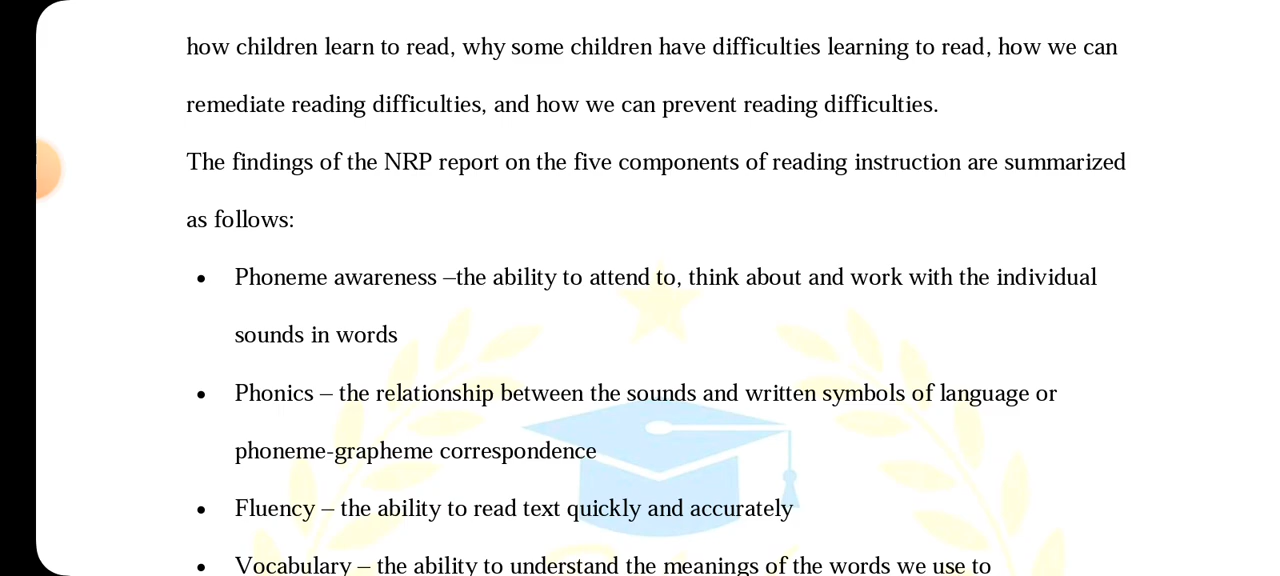 how children learn to read, why some children have difficulties learning to read, how we can
remediate reading difficulties, and how we can prevent reading difficulties.
The findings of the NRP report on the five components of reading instruction are summarized
as follows:
• Phoneme awareness –the ability to attend to, think about and work with the individual
sounds in words
• Phonics – the relationship between the sounds and written symbols of language or
phoneme-grapheme correspondence
• Fluency – the ability to read text quickly and accurately
• Vocabulary – the ability to understand the meanings of the words we use to